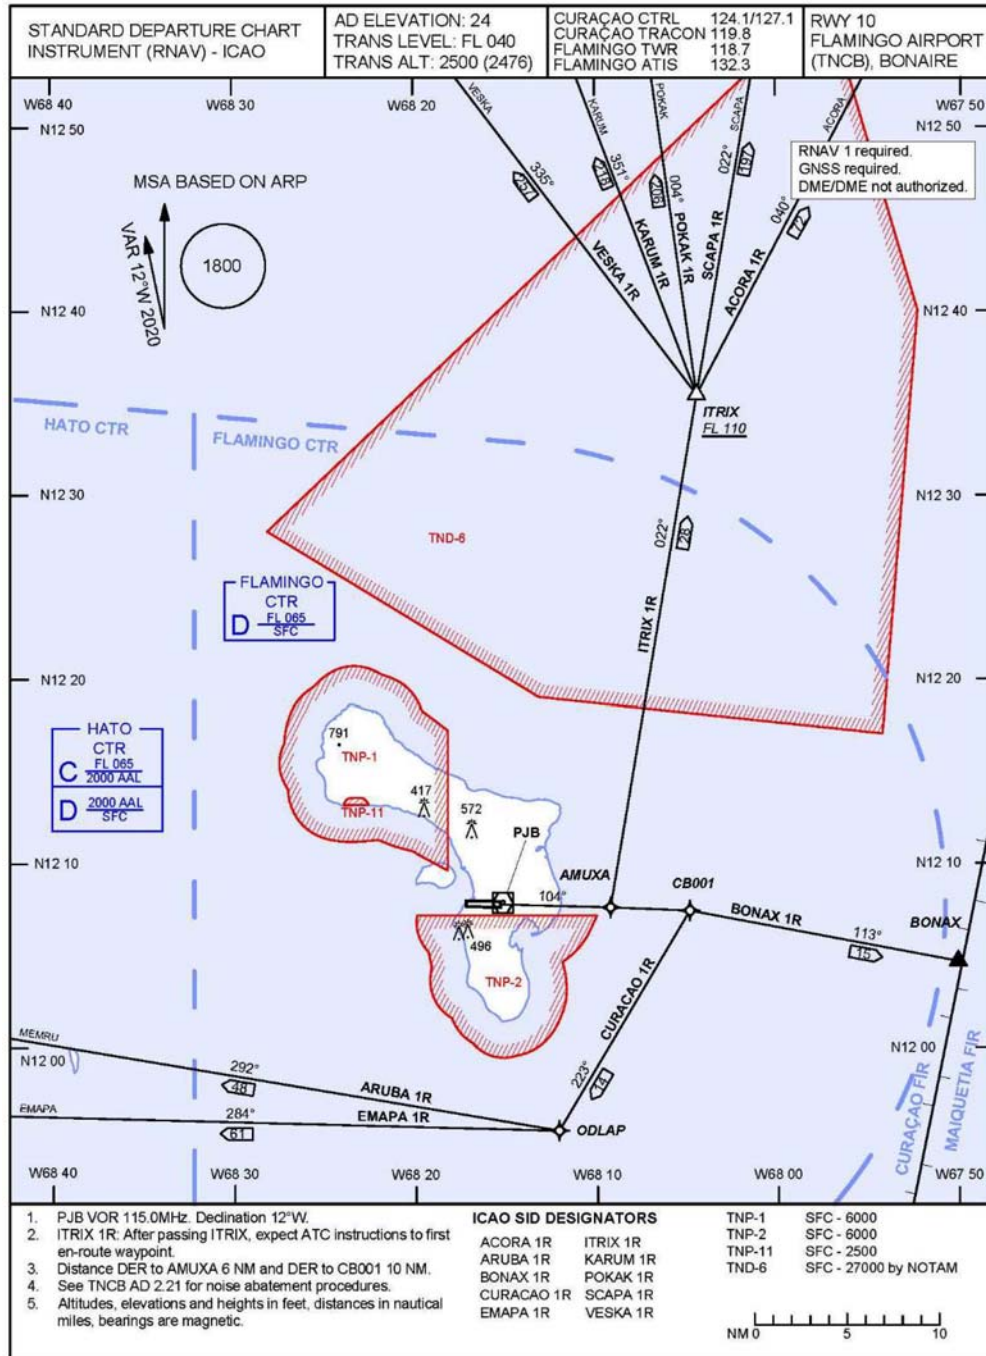 STANDARD DEPARTURE CHART
INSTRUMENT (RNAV) - ICAO
AD ELEVATION: 24
TRANS LEVEL: FL 040
TRANS ALT: 2500 (2476)
CURAÇAO CTRL 124.1/127.1
CURAÇAO TRACON 119.8
FLAMINGO TWR 118.7
FLAMINGO ATIS 132.3
RWY 10
FLAMINGO AIRPORT
(TNCB), BONAIRE
W68 40
W68 30
W68 20
W68 10
W68 00
W67 50
VESKA
KARUM
POKAK
SCAPA
ACORA
N12 50
N12 50
RNAV 1 required.
GNSS required.
DME/DME not authorized.
MSA BASED ON ARP
VAR 12°W 2020
1800
335°
257
VESKA 1R
351°
218
KARUM 1R
004°
206
POKAK 1R
022°
197
SCAPA 1R
040°
72
ACORA 1R
N12 40
N12 40
ITRIX
FL 110
HATO CTR
FLAMINGO CTR
N12 30
N12 30
TND-6
022°
28
ITRIX 1R
FLAMINGO
CTR
D FL 065
SFC
N12 20
N12 20
HATO
CTR
C FL 065
2000 AAL
D 2000 AAL
SFC
791
TNP-1
417
TNP-11
572
PJB
N12 10
N12 10
AMUXA
CB001
104°
BONAX 1R
BONAX
113°
15
496
TNP-2
CURACAO 1R
223°
14
MEMRU
N12 00
N12 00
292°
48
ARUBA 1R
EMAPA
284°
61
EMAPA 1R
ODLAP
CURAÇAO FIR
MAIQUETIA FIR
W68 40
W68 30
W68 20
W68 10
W68 00
W67 50
1. PJB VOR 115.0MHz. Declination 12°W.
2. ITRIX 1R: After passing ITRIX, expect ATC instructions to first
en-route waypoint.
3. Distance DER to AMUXA 6 NM and DER to CB001 10 NM.
4. See TNCB AD 2.21 for noise abatement procedures.
5. Altitudes, elevations and heights in feet, distances in nautical
miles, bearings are magnetic.
ICAO SID DESIGNATORS
ACORA 1R ITRIX 1R
ARUBA 1R KARUM 1R
BONAX 1R POKAK 1R
CURACAO 1R SCAPA 1R
EMAPA 1R VESKA 1R
TNP-1 SFC - 6000
TNP-2 SFC - 6000
TNP-11 SFC - 2500
TND-6 SFC - 27000 by NOTAM
NM 0 5 10